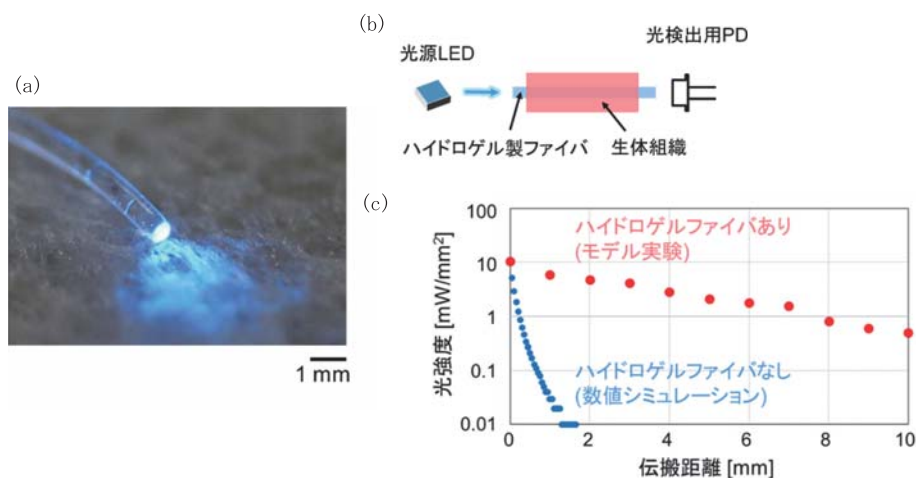 (a)
1 mm
(b)
光源LED
光検出用PD
ハイドロゲル製ファイバ
生体組織
(c)
光強度 [mW/mm²]
100
10
1
0.1
0.01
ハイドロゲルファイバあり
(モデル実験)
ハイドロゲルファイバなし
(数値シミュレーション)
0
2
4
6
8
10
伝搬距離 [mm]